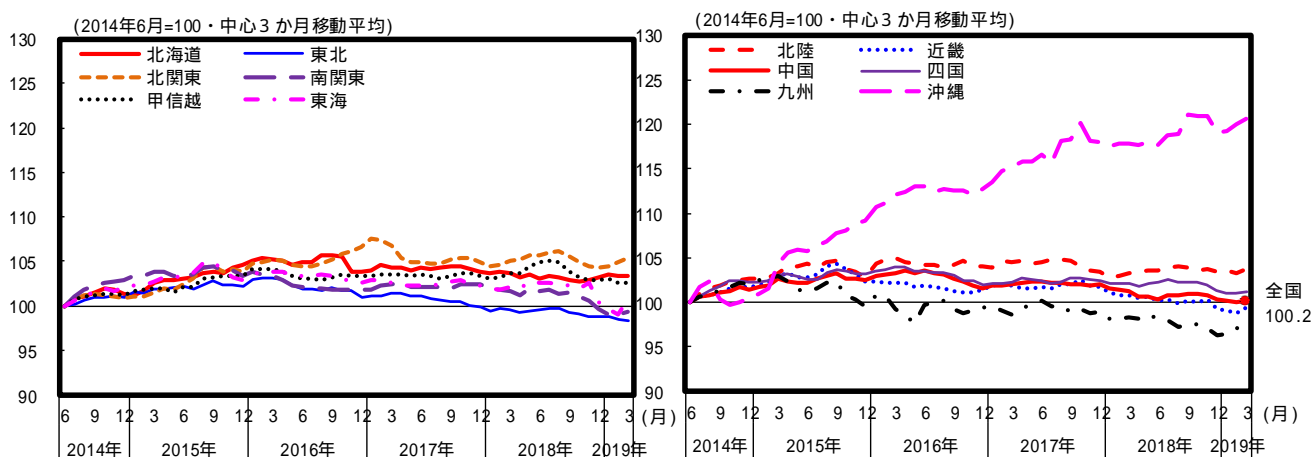 (2014年6月=100・中心3か月移動平均)
130
125
120
115
110
105
100
95
90
北海道 東北
北関東 南関東
甲信越 東海
6 9 12 3 6 9 12 3 6 9 12 3 6 9 12 3 6 9 12 3 (月)
2014年 2015年 2016年 2017年 2018年 2019年
(2014年6月=100・中心3か月移動平均)
130
125
120
115
110
105
100
95
90
北陸 近畿
中国 四国
九州 沖縄
全国
100.2
6 9 12 3 6 9 12 3 6 9 12 3 6 9 12 3 6 9 12 3 (月)
2014年 2015年 2016年 2017年 2018年 2019年